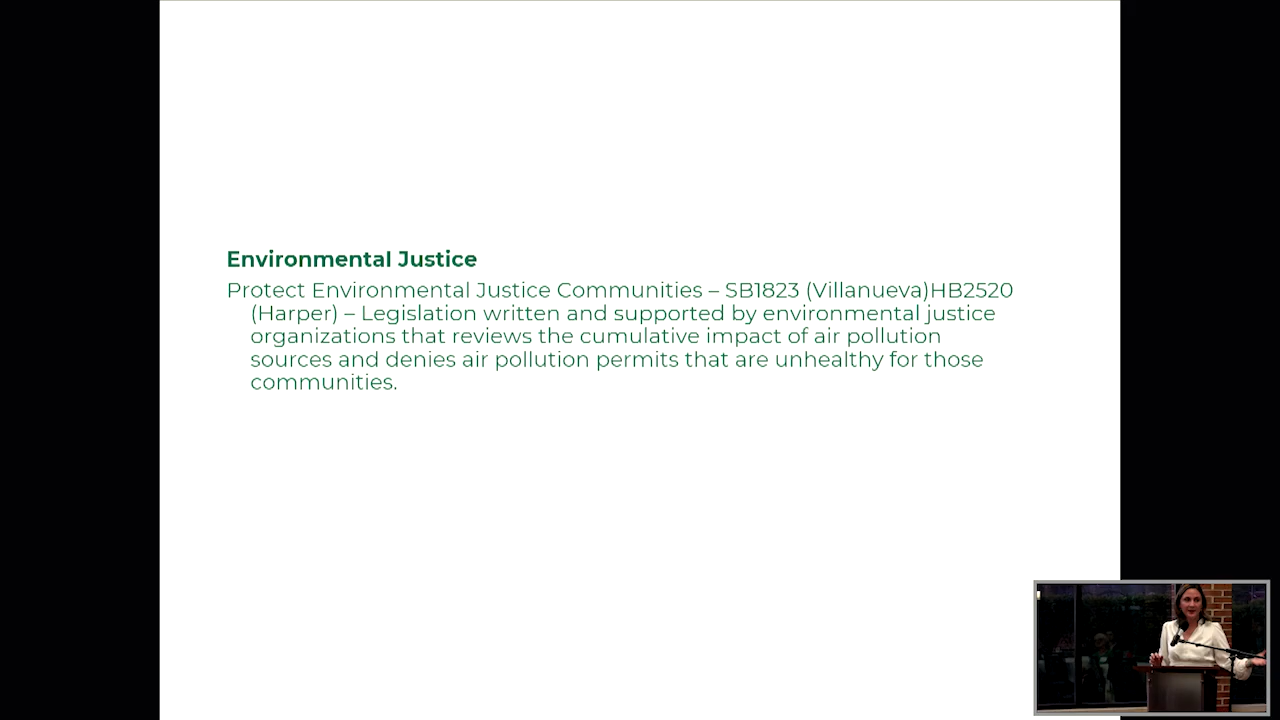 Environmental Justice
Protect Environmental Justice Communities – SB1823 (Villanueva)HB2520
(Harper) – Legislation written and supported by environmental justice
organizations that reviews the cumulative impact of air pollution
sources and denies air pollution permits that are unhealthy for those
communities.